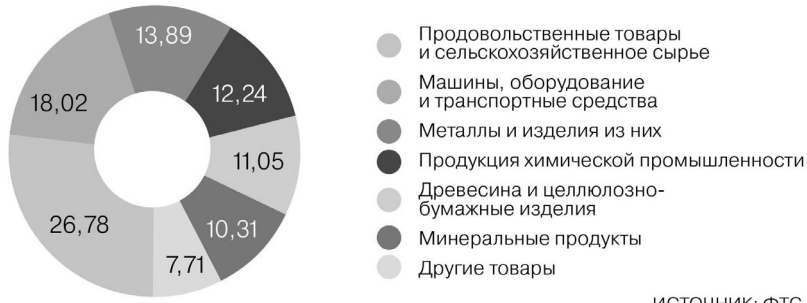 13,89
12,24
18,02
11,05
26,78
10,31
7,71
Продовольственные товары
и сельскохозяйственное сырье
Машины, оборудование
и транспортные средства
Металлы и изделия из них
Продукция химической промышленности
Древесина и целлюлозно-
бумажные изделия
Минеральные продукты
Другие товары
ИСТОЧНИК: ФТС